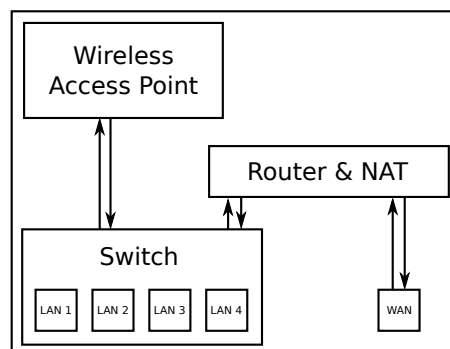 Wireless
Access Point
Router & NAT
Switch
LAN 1 LAN 2 LAN 3 LAN 4 WAN